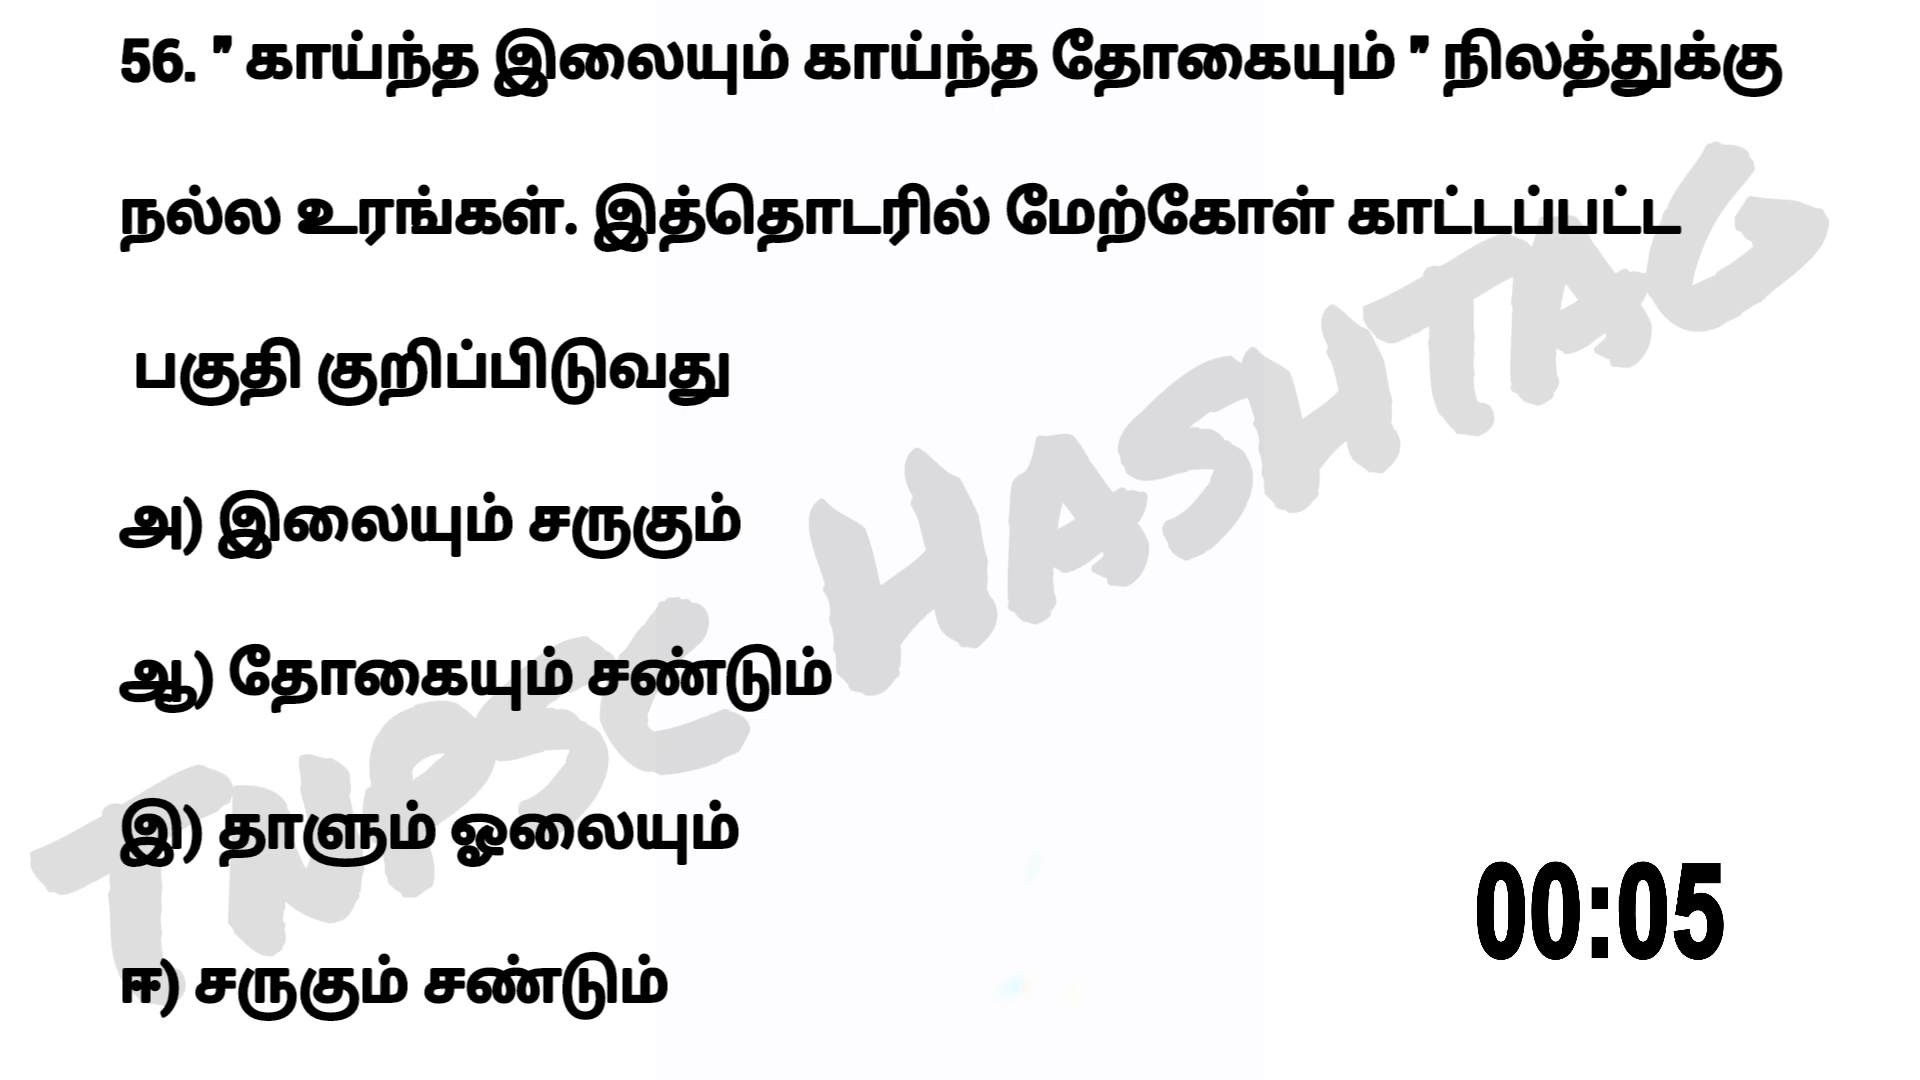 56. " காய்ந்த இலையும் காய்ந்த தோகையும் " நிலத்துக்கு
நல்ல உரங்கள். இத்தொடரில் மேற்கோள் காட்டப்பட்ட
பகுதி குறிப்பிடுவது
அ) இலையும் சருகும்
ஆ) தோகையும் சண்டும்
இ) தாளும் ஓலையும்
ஈ) சருகும் சண்டும்
00:05
TNPSC HASHTAG